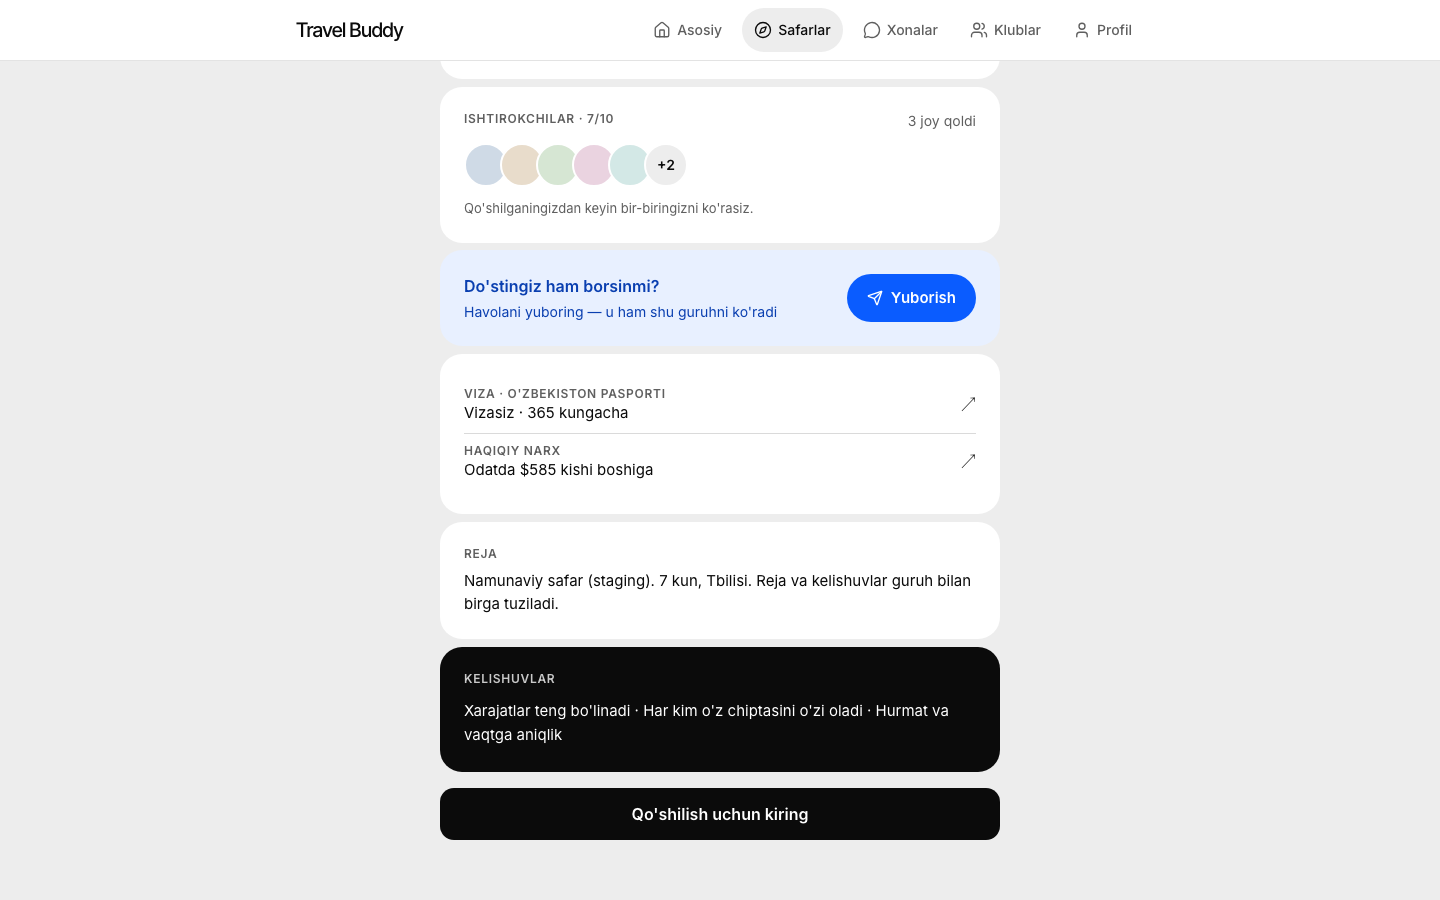 Travel Buddy
Asosiy
Safarlar
Xonalar
Klublar
Profil
ISHTIROKCHILAR · 7/10
3 joy qoldi
+2
Qo'shilganingizdan keyin bir-biringizni ko'rasiz.
Do'stingiz ham borsinmi?
Havolani yuboring — u ham shu guruhni ko'radi
Yuborish
VIZA · O'ZBEKISTON PASPORTI
Vizasiz · 365 kungacha
HAQIQIY NARX
Odatda $585 kishi boshiga
REJA
Namunaviy safar (staging). 7 kun, Tbilisi. Reja va kelishuvlar guruh bilan
birga tuziladi.
KELISHUVLAR
Xarajatlar teng bo'linadi · Har kim o'z chiptasini o'zi oladi · Hurmat va
vaqtga aniqlik
Qo'shilish uchun kiring